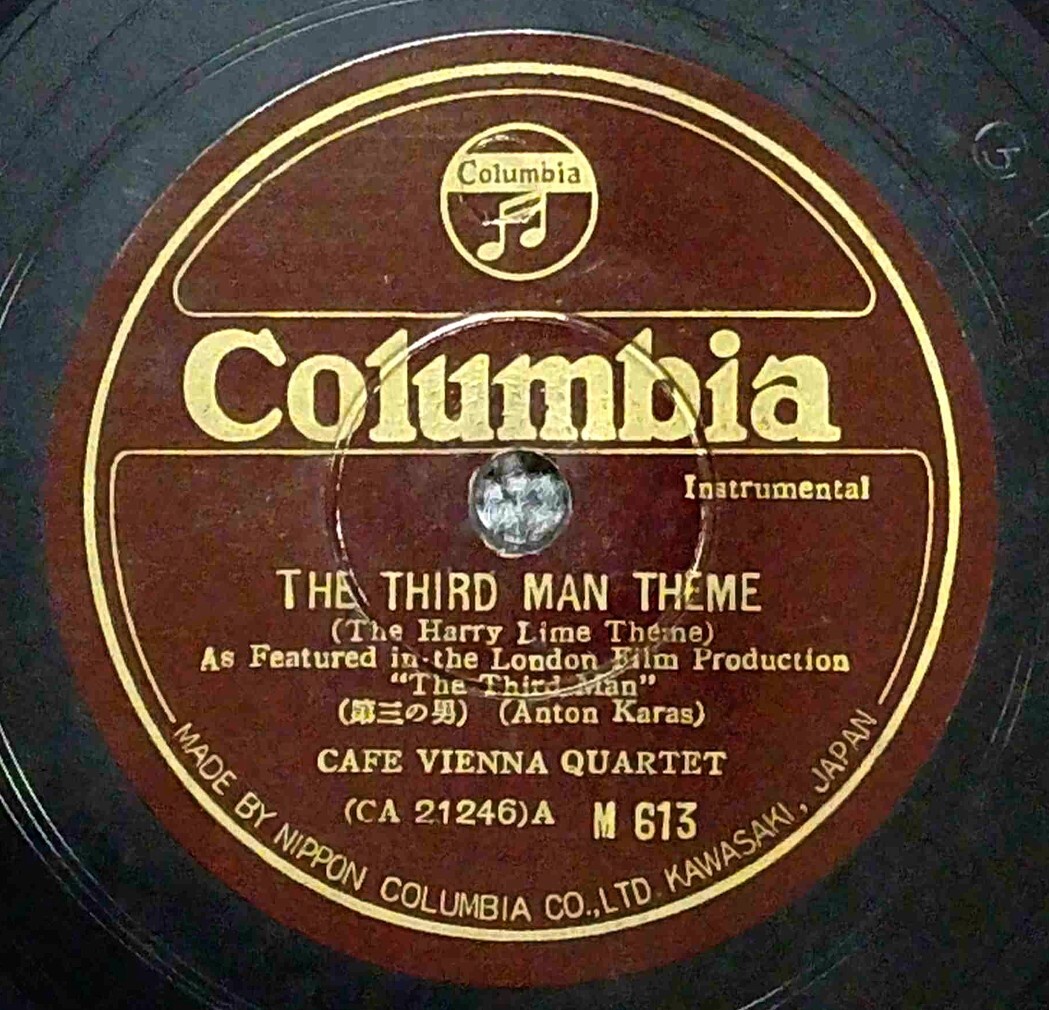 Columbia
Columbia
Instrumental
THE THIRD MAN THEME
(The Harry Lime Theme)
As Featured in the London Film Production
“The Third Man”
(第三の男) (Anton Karas)
CAFE VIENNA QUARTET
(CA 21246)A M 613
MADE BY NIPPON COLUMBIA CO.,LTD. KAWASAKI, JAPAN